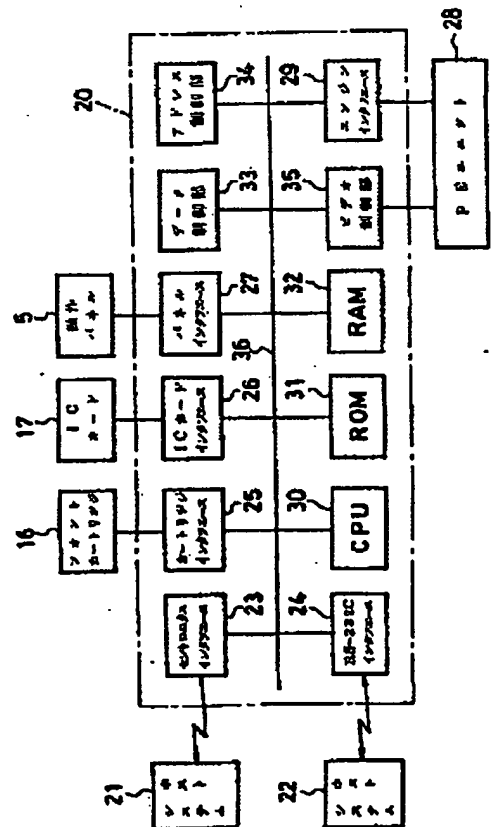 20
5
操作
パネル
17
IC
カード
16
フォント
カートリッジ
34
アドレス
制御部
33
データ
制御部
27
パネル
インタフェース
26
ICカード
インタフェース
25
カートリッジ
インタフェース
23
セントロニクス
インタフェース
36
29
エンジン
インタフェース
35
ビデオ
制御部
32
RAM
31
ROM
30
CPU
24
RS-232C
インタフェース
21
ホスト
システム
22
ホスト
システム
28
PEユニット